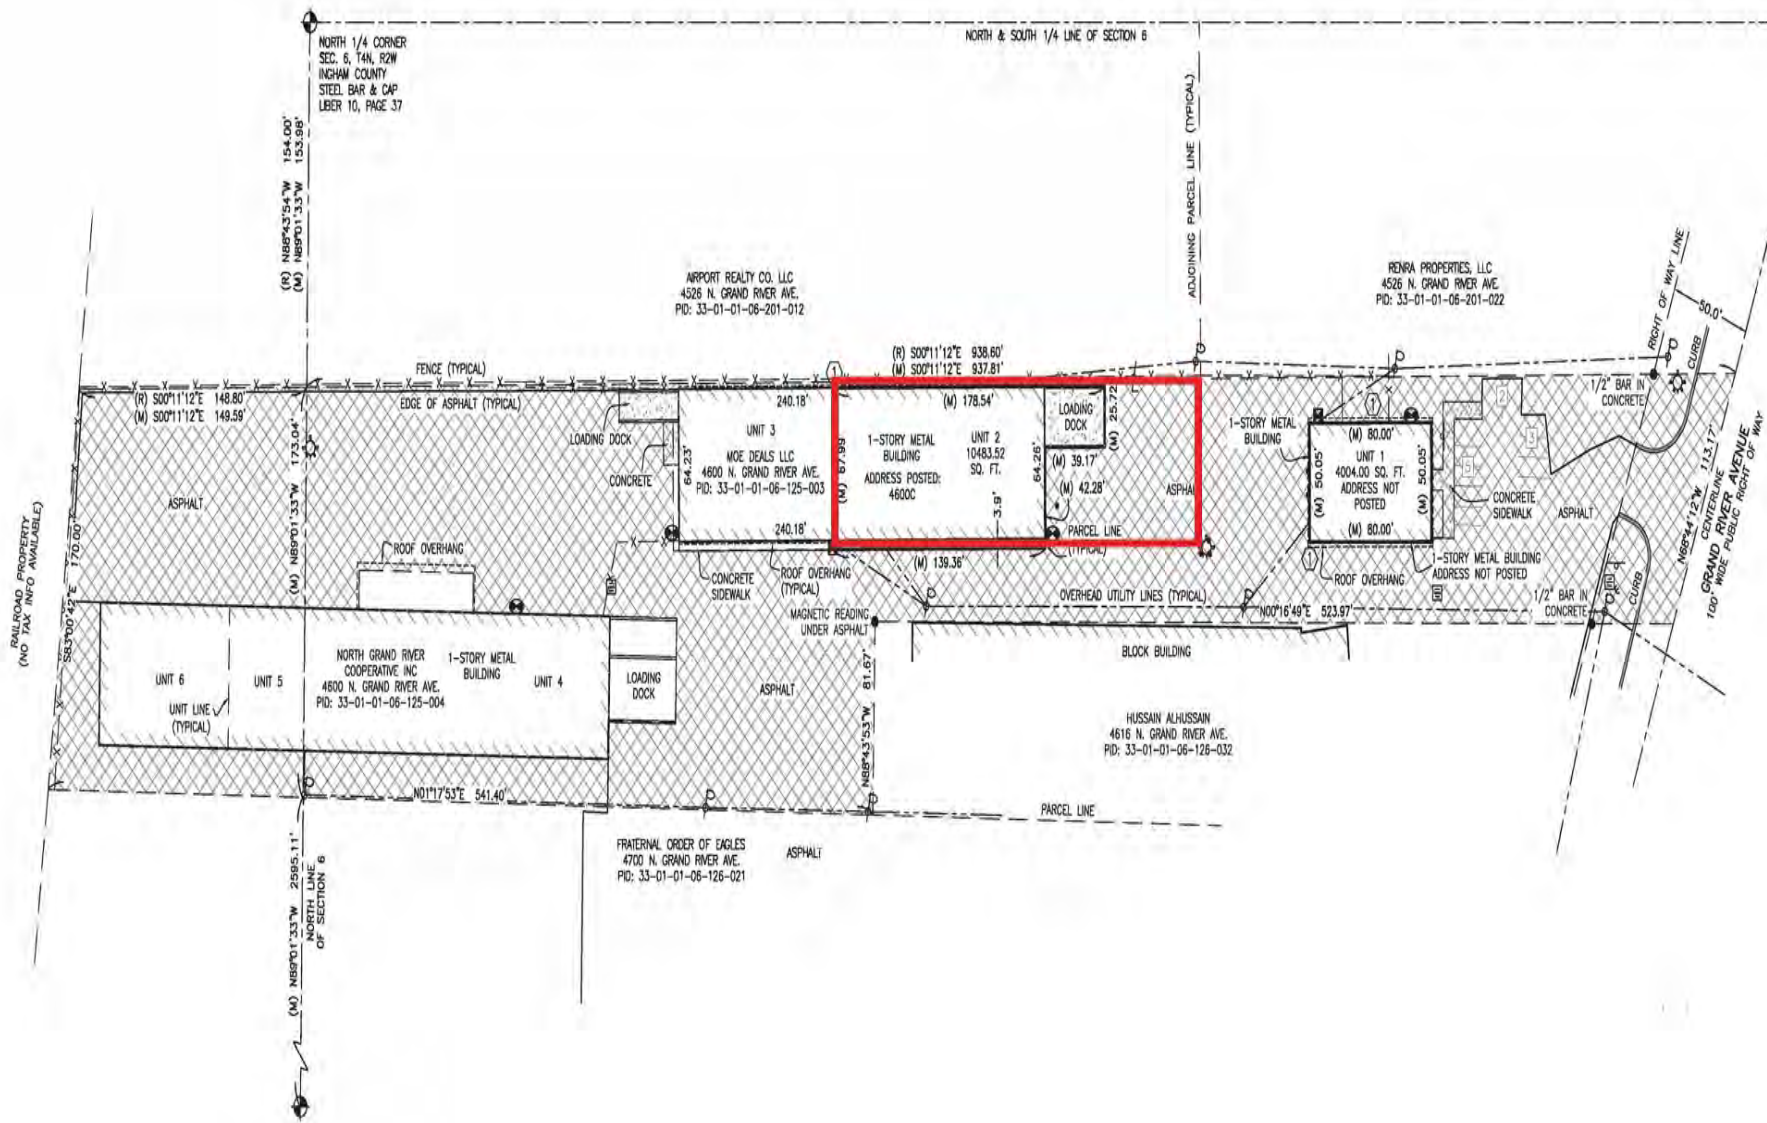 NORTH 1/4 CORNER
SEC. 6, T4N, R2W
INGHAM COUNTY
STEEL BAR & CAP
LIBER 10, PAGE 37
NORTH & SOUTH 1/4 LINE OF SECTION 6
(R) N88°43'54"W 154.00'
(M) N89°01'33"W 153.98'
ADJOINING PARCEL LINE (TYPICAL)
AIRPORT REALTY CO. LLC
4526 N. GRAND RIVER AVE.
PID: 33-01-01-06-201-012
RENRA PROPERTIES, LLC
4526 N. GRAND RIVER AVE.
PID: 33-01-01-06-201-022
RIGHT OF WAY LINE
50.0'
CURB
(R) S00°11'12"E 938.60'
(M) S00°11'12"E 937.81'
FENCE (TYPICAL)
1
(R) S00°11'12"E 148.80'
(M) S00°11'12"E 149.59'
EDGE OF ASPHALT (TYPICAL)
(M) N89°01'33"W 173.04'
LOADING DOCK
CONCRETE
64.23'
240.18'
UNIT 3
MOE DEALS LLC
4600 N. GRAND RIVER AVE.
PID: 33-01-01-06-125-003
240.18'
(M) 67.99'
(M) 178.54'
1-STORY METAL
BUILDING
ADDRESS POSTED:
4600C
UNIT 2
10483.52
SQ. FT.
64.26'
3.9'
LOADING
DOCK
(M) 25.72'
(M) 39.17'
(M) 42.28'
ASPHALT
PARCEL LINE
(TYPICAL)
(M) 139.36'
1-STORY METAL
BUILDING
1
(M) 80.00'
(M) 50.05'
UNIT 1
4004.00 SQ. FT.
ADDRESS NOT
POSTED
(M) 50.05'
(M) 80.00'
1
2
3
5
1/2" BAR IN
CONCRETE
CONCRETE
SIDEWALK
ASPHALT
N68°44'12"W 113.17'
CENTERLINE
GRAND RIVER AVENUE
100' WIDE PUBLIC RIGHT OF WAY
ROOF OVERHANG
1-STORY METAL BUILDING
ADDRESS NOT POSTED
1/2" BAR IN
CONCRETE
CURB
ASPHALT
RAILROAD PROPERTY
(NO TAX INFO AVAILABLE)
S83°00'42"E 170.00'
ROOF OVERHANG
CONCRETE
SIDEWALK
ROOF OVERHANG
(TYPICAL)
MAGNETIC READING
UNDER ASPHALT
OVERHEAD UTILITY LINES (TYPICAL)
N00°16'49"E 523.97'
BLOCK BUILDING
UNIT 6
UNIT LINE
(TYPICAL)
UNIT 5
NORTH GRAND RIVER
COOPERATIVE INC
4600 N. GRAND RIVER AVE.
PID: 33-01-01-06-125-004
1-STORY METAL
BUILDING
UNIT 4
LOADING
DOCK
ASPHALT
N88°43'53"W 81.67'
HUSSAIN ALHUSSAIN
4616 N. GRAND RIVER AVE.
PID: 33-01-01-06-126-032
N01°17'53"E 541.40'
PARCEL LINE
FRATERNAL ORDER OF EAGLES
4700 N. GRAND RIVER AVE.
PID: 33-01-01-06-126-021
ASPHALT
(M) N89°01'33"W 2595.11'
NORTH LINE
OF SECTION 6